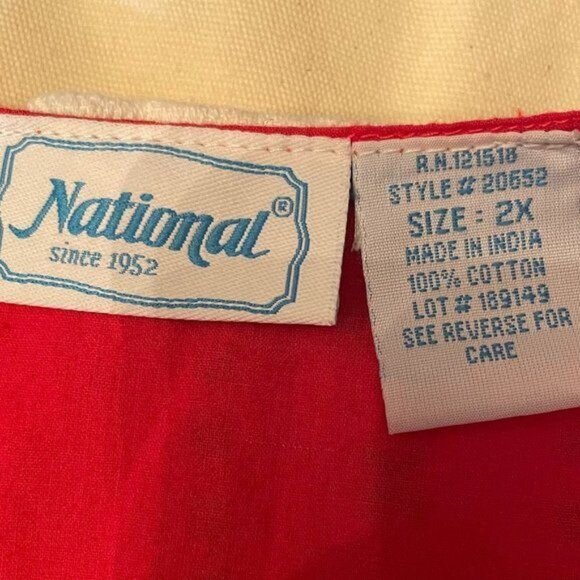 National®
since 1952
R.N.121518
STYLE # 20652
SIZE : 2X
MADE IN INDIA
100% COTTON
LOT # 189149
SEE REVERSE FOR
CARE